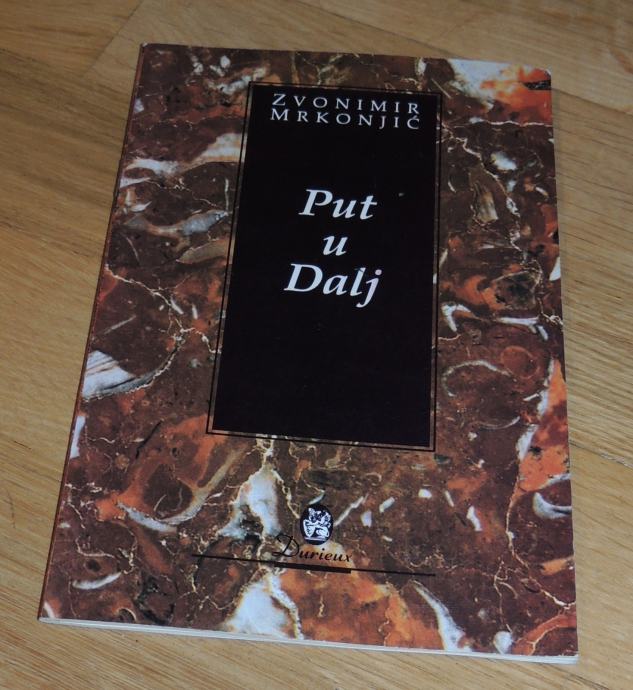 ZVONIMIR
MRKONJIĆ
Put
u
Dalj
Durieux